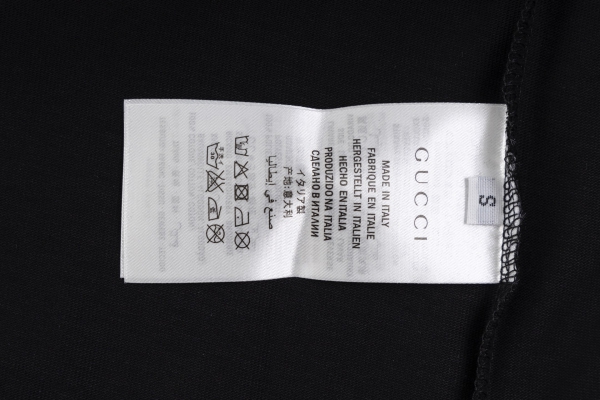 S
GUCCI
MADE IN ITALY
FABRIQUE EN ITALIE
HERGESTELLT IN ITALIEN
HECHO EN ITALIA
PRODUZIDO NA ITALIA
СДЕЛАНО В ИТАЛИИ
イタリア製
产地:意大利
صنع في إيطاليا